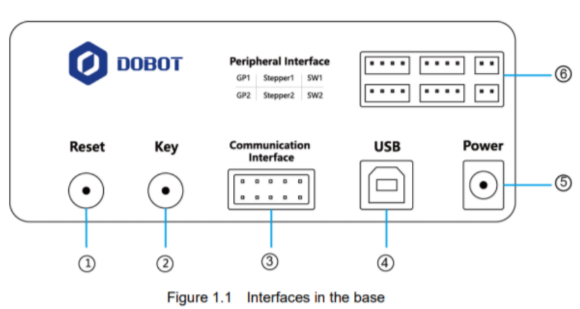 DOBOT
Peripheral Interface
GP1 Stepper1 SW1
GP2 Stepper2 SW2
⑥
Reset
Key
Communication
Interface
USB
Power
⑤
①
②
③
④
Figure 1.1 Interfaces in the base